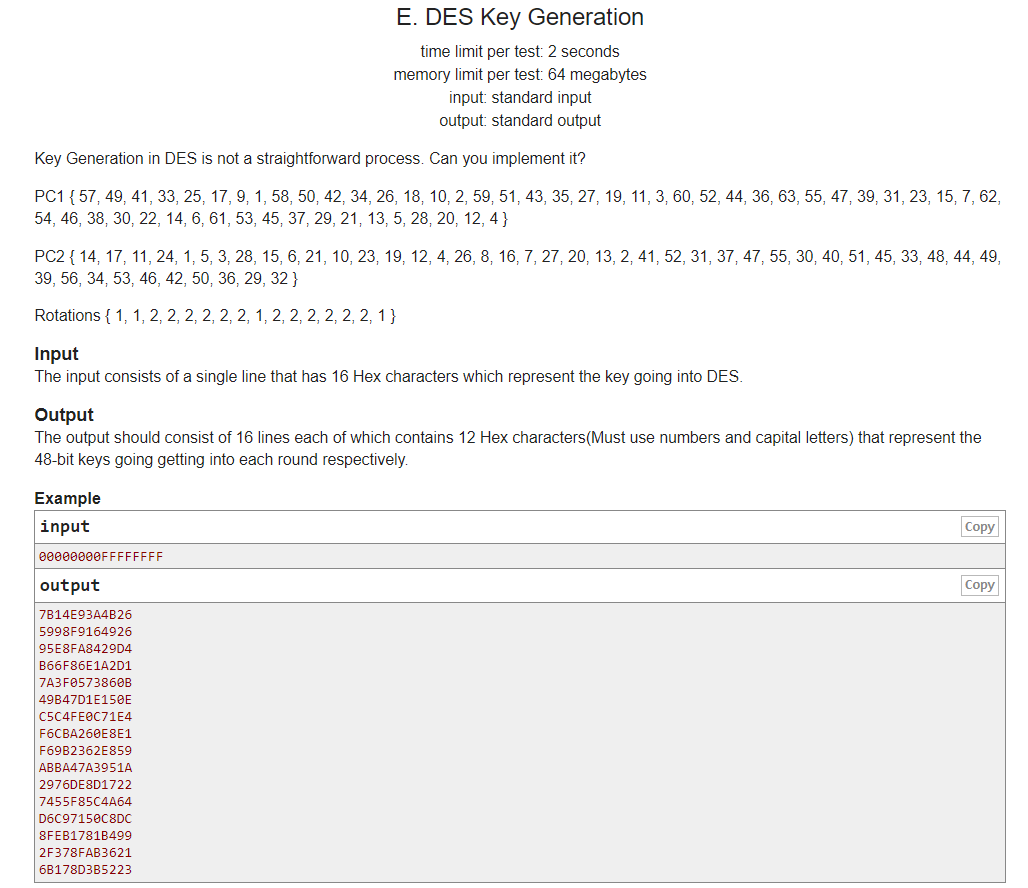 E. DES Key Generation
time limit per test: 2 seconds
memory limit per test: 64 megabytes
input: standard input
output: standard output
Key Generation in DES is not a straightforward process. Can you implement it?
PC1 { 57, 49, 41, 33, 25, 17, 9, 1, 58, 50, 42, 34, 26, 18, 10, 2, 59, 51, 43, 35, 27, 19, 11, 3, 60, 52, 44, 36, 63, 55, 47, 39, 31, 23, 15, 7, 62,
54, 46, 38, 30, 22, 14, 6, 61, 53, 45, 37, 29, 21, 13, 5, 28, 20, 12, 4 }
PC2 { 14, 17, 11, 24, 1, 5, 3, 28, 15, 6, 21, 10, 23, 19, 12, 4, 26, 8, 16, 7, 27, 20, 13, 2, 41, 52, 31, 37, 47, 55, 30, 40, 51, 45, 33, 48, 44, 49,
39, 56, 34, 53, 46, 42, 50, 36, 29, 32 }
Rotations { 1, 1, 2, 2, 2, 2, 2, 2, 1, 2, 2, 2, 2, 2, 2, 1 }
Input
The input consists of a single line that has 16 Hex characters which represent the key going into DES.
Output
The output should consist of 16 lines each of which contains 12 Hex characters(Must use numbers and capital letters) that represent the
48-bit keys going getting into each round respectively.
Example
input
Copy
00000000FFFFFFFF
output
Copy
7B14E93A4B26
5998F9164926
95E8FA8429D4
B66F86E1A2D1
7A3F0573860B
49B47D1E150E
C5C4FE0C71E4
F6CBA260E8E1
F69B2362E859
ABBA47A3951A
2976DE8D1722
7455F85C4A64
D6C97150C8DC
8FEB1781B499
2F378FAB3621
6B178D3B5223